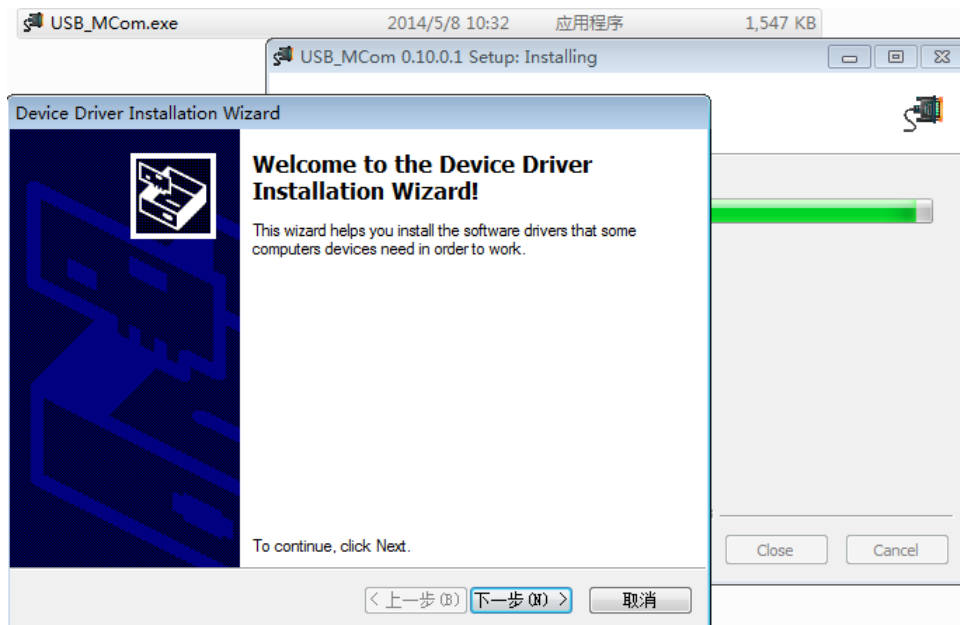 USB_MCom.exe 2014/5/8 10:32 应用程序 1,547 KB
USB_MCom 0.10.0.1 Setup: Installing
Device Driver Installation Wizard
Welcome to the Device Driver
Installation Wizard!
This wizard helps you install the software drivers that some
computers devices need in order to work.
To continue, click Next.
Close Cancel
< 上一步(B) 下一步(N) > 取消